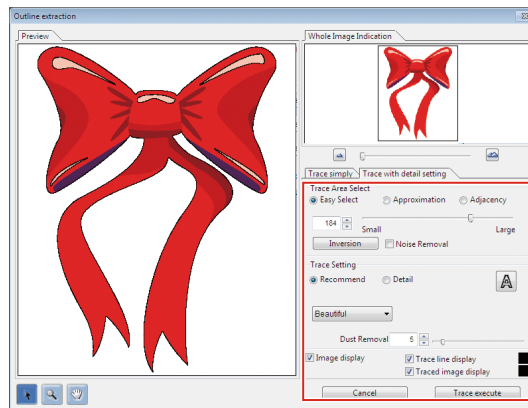 Outline extraction
Preview
Whole Image Indication
Trace simply Trace with detail setting
Trace Area Select
Easy Select Approximation Adjacency
184
Small Large
Inversion Noise Removal
Trace Setting
Recommend Detail
A
Beautiful
Dust Removal 5
Image display Trace line display
Traced image display
Cancel Trace execute